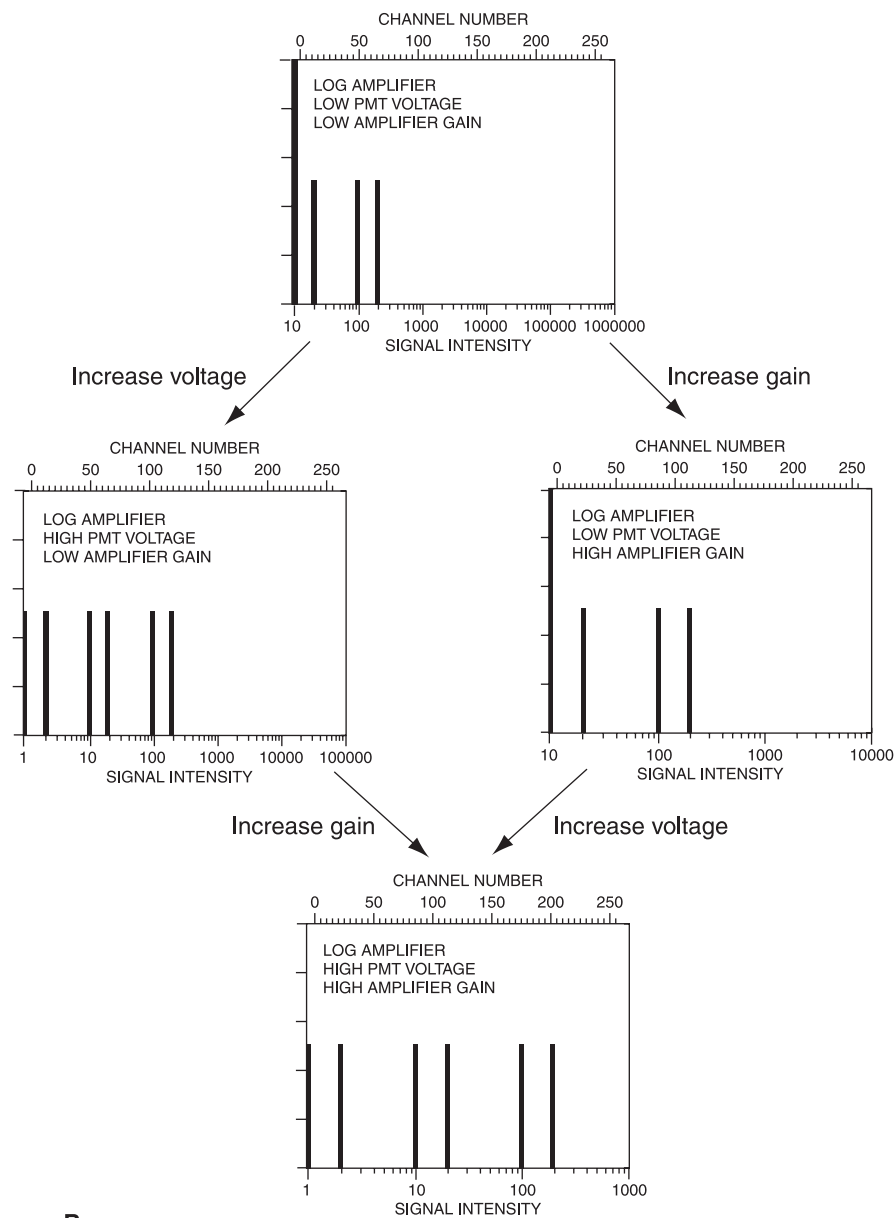 CHANNEL NUMBER
0 50 100 150 200 250
LOG AMPLIFIER
LOW PMT VOLTAGE
LOW AMPLIFIER GAIN
10 100 1000 10000 100000 1000000
SIGNAL INTENSITY
Increase voltage
Increase gain
CHANNEL NUMBER
0 50 100 150 200 250
LOG AMPLIFIER
HIGH PMT VOLTAGE
LOW AMPLIFIER GAIN
1 10 100 1000 10000 100000
SIGNAL INTENSITY
CHANNEL NUMBER
0 50 100 150 200 250
LOG AMPLIFIER
LOW PMT VOLTAGE
HIGH AMPLIFIER GAIN
10 100 1000 10000
SIGNAL INTENSITY
Increase gain
Increase voltage
CHANNEL NUMBER
0 50 100 150 200 250
LOG AMPLIFIER
HIGH PMT VOLTAGE
HIGH AMPLIFIER GAIN
1 10 100 1000
SIGNAL INTENSITY